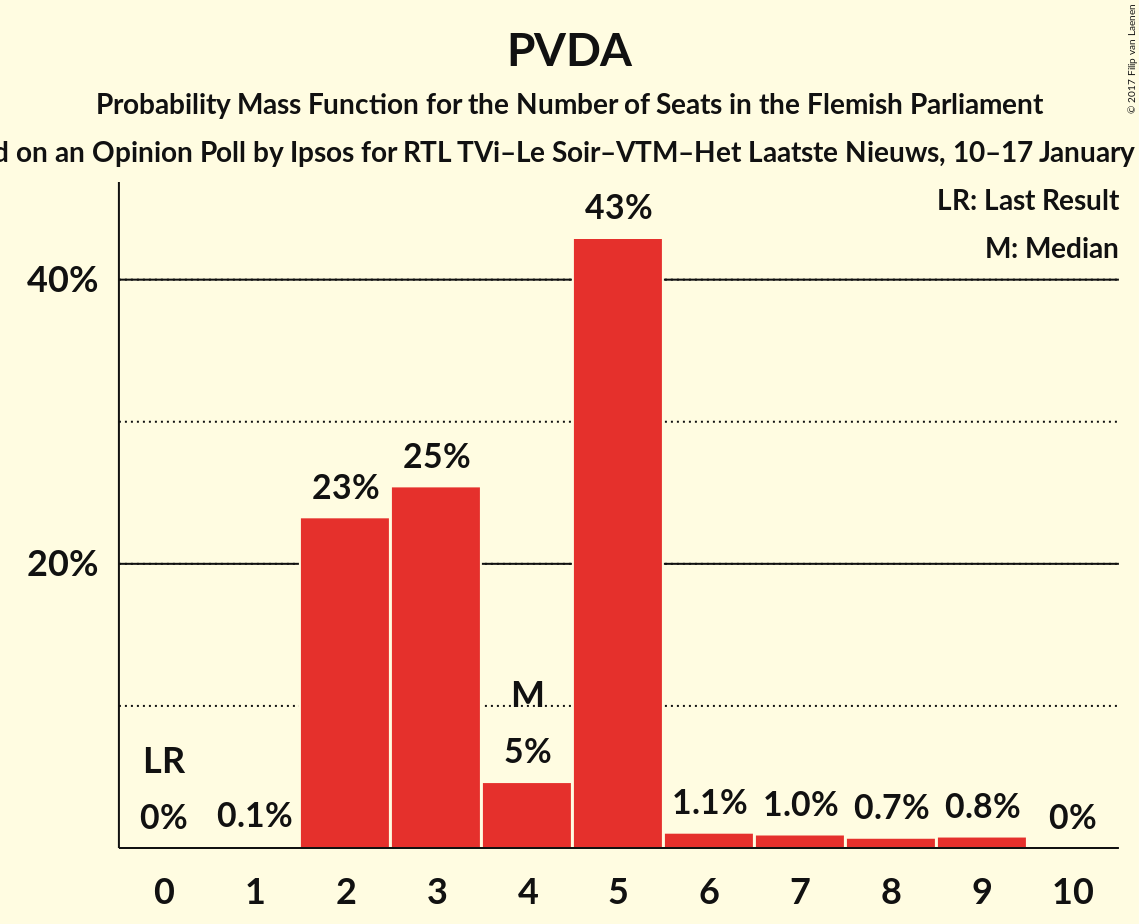 PVDA
Probability Mass Function for the Number of Seats in the Flemish Parliament
on an Opinion Poll by Ipsos for RTL TVi–Le Soir–VTM–Het Laatste Nieuws, 10–17 January
© 2017 Filip van Laenen
LR: Last Result
M: Median
40%
20%
LR
0%
0.1%
23%
25%
M
5%
43%
1.1%
1.0%
0.7%
0.8%
0%
0 1 2 3 4 5 6 7 8 9 10